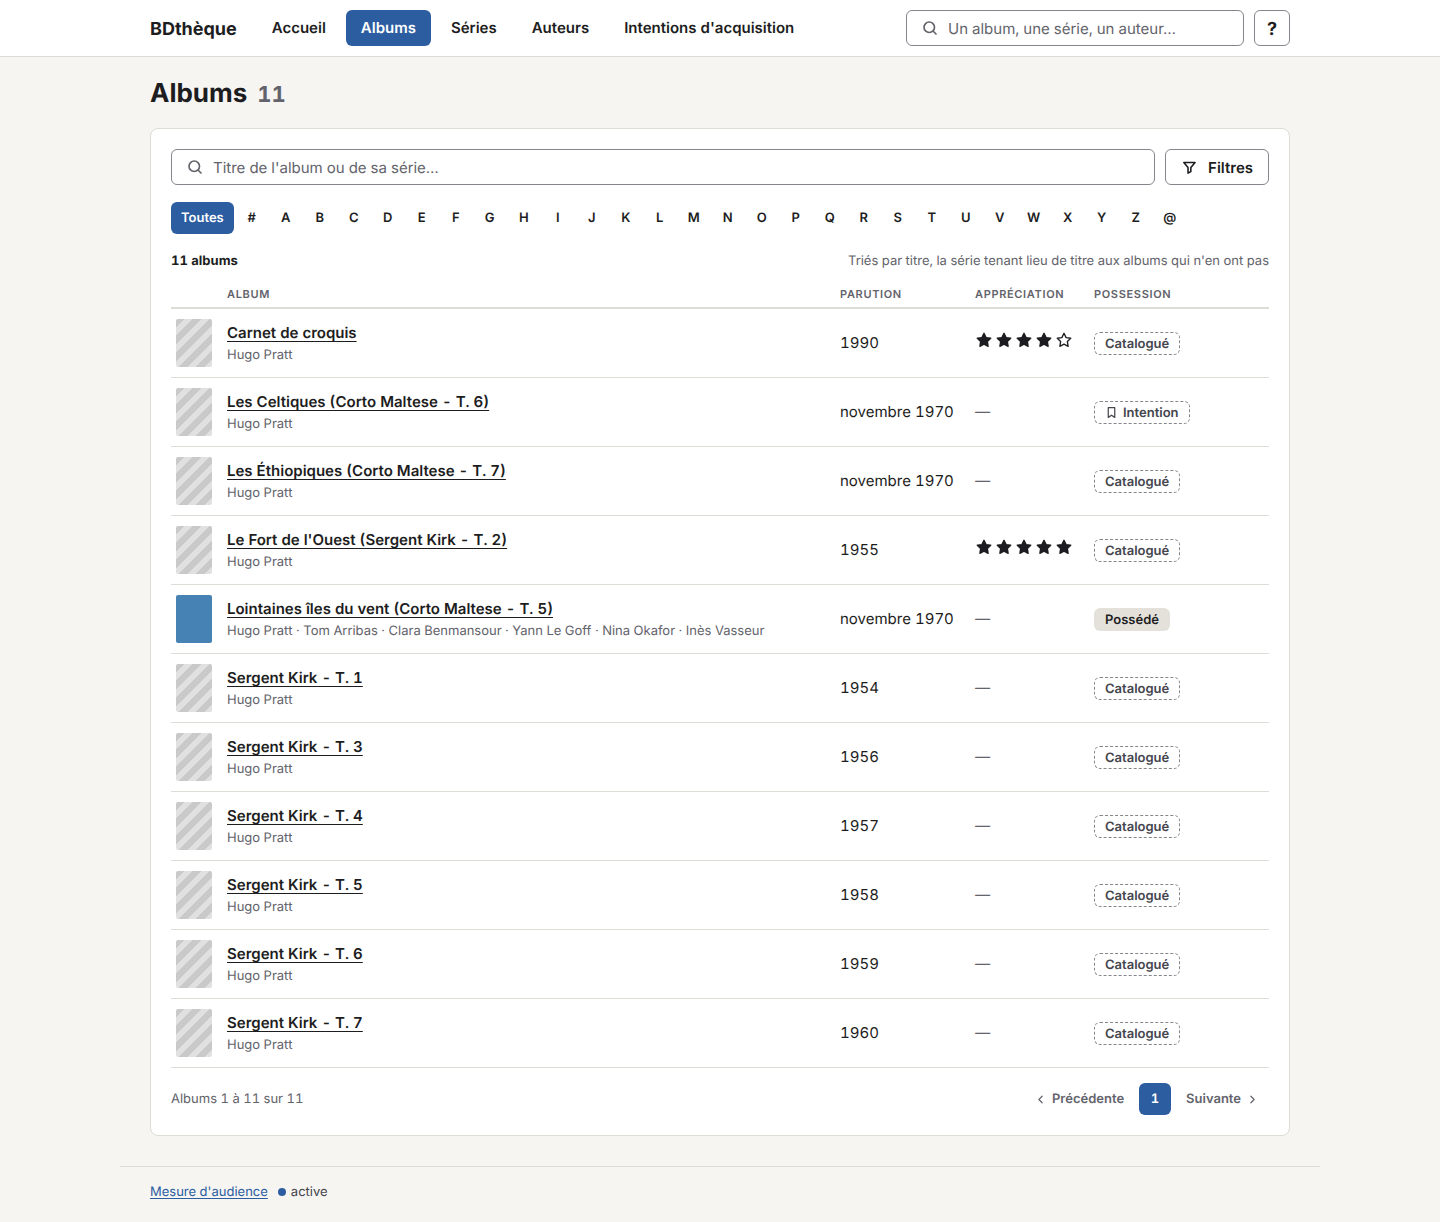 BDthèque Accueil Albums Séries Auteurs Intentions d'acquisition Un album, une série, un auteur... ?
Albums 11
Titre de l'album ou de sa série... Filtres
Toutes # A B C D E F G H I J K L M N O P Q R S T U V W X Y Z @
11 albums Triés par titre, la série tenant lieu de titre aux albums qui n'en ont pas
ALBUM PARUTION APPRÉCIATION POSSESSION
Carnet de croquis
Hugo Pratt
1990 Catalogué
Les Celtiques (Corto Maltese - T. 6)
Hugo Pratt
novembre 1970 — Intention
Les Éthiopiques (Corto Maltese - T. 7)
Hugo Pratt
novembre 1970 — Catalogué
Le Fort de l'Ouest (Sergent Kirk - T. 2)
Hugo Pratt
1955 Catalogué
Lointaines îles du vent (Corto Maltese - T. 5)
Hugo Pratt · Tom Arribas · Clara Benmansour · Yann Le Goff · Nina Okafor · Inès Vasseur
novembre 1970 — Possédé
Sergent Kirk - T. 1
Hugo Pratt
1954 — Catalogué
Sergent Kirk - T. 3
Hugo Pratt
1956 — Catalogué
Sergent Kirk - T. 4
Hugo Pratt
1957 — Catalogué
Sergent Kirk - T. 5
Hugo Pratt
1958 — Catalogué
Sergent Kirk - T. 6
Hugo Pratt
1959 — Catalogué
Sergent Kirk - T. 7
Hugo Pratt
1960 — Catalogué
Albums 1 à 11 sur 11 Précédente 1 Suivante
Mesure d'audience active